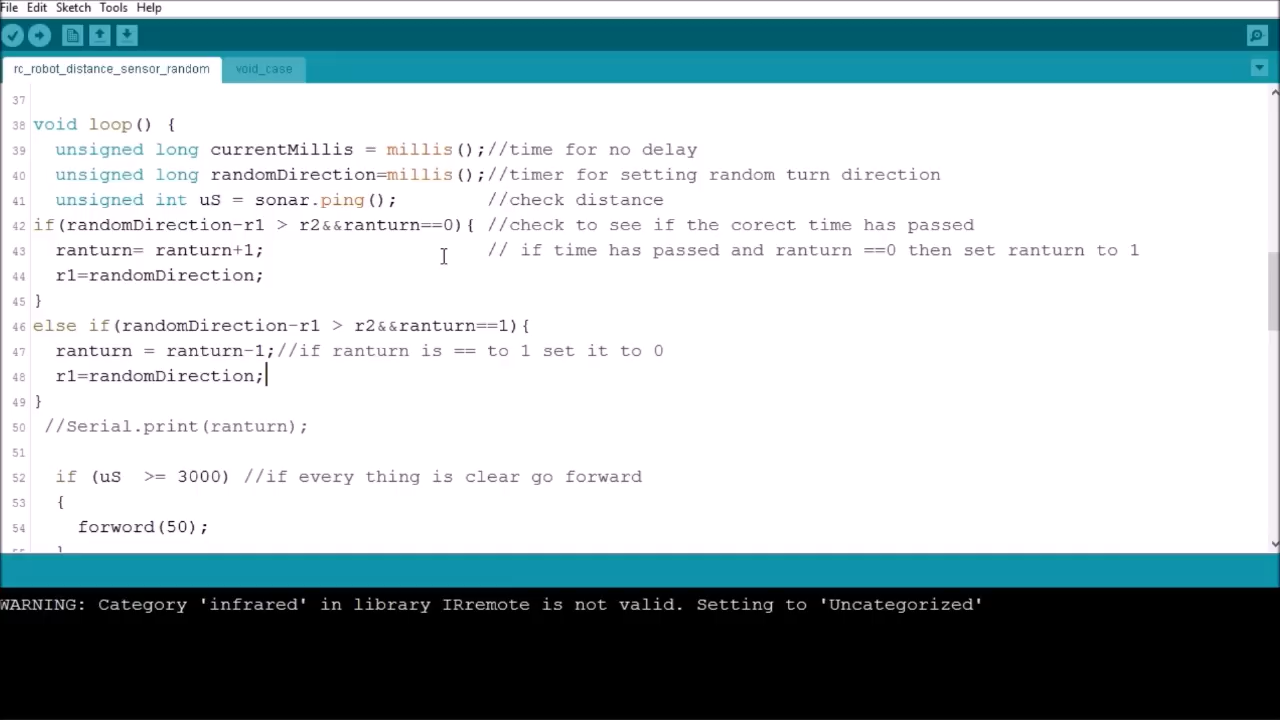 File Edit Sketch Tools Help
rc_robot_distance_sensor_random void_case
37
38 void loop() {
39 unsigned long currentMillis = millis();//time for no delay
40 unsigned long randomDirection=millis();//timer for setting random turn direction
41 unsigned int uS = sonar.ping(); //check distance
42 if(randomDirection-r1 > r2&&ranturn==0){ //check to see if the corect time has passed
43 ranturn= ranturn+1; // if time has passed and ranturn ==0 then set ranturn to 1
44 r1=randomDirection;
45 }
46 else if(randomDirection-r1 > r2&&ranturn==1){
47 ranturn = ranturn-1;//if ranturn is == to 1 set it to 0
48 r1=randomDirection;
49 }
50 //Serial.print(ranturn);
51
52 if (uS >= 3000) //if every thing is clear go forward
53 {
54 forword(50);
WARNING: Category 'infrared' in library IRremote is not valid. Setting to 'Uncategorized'